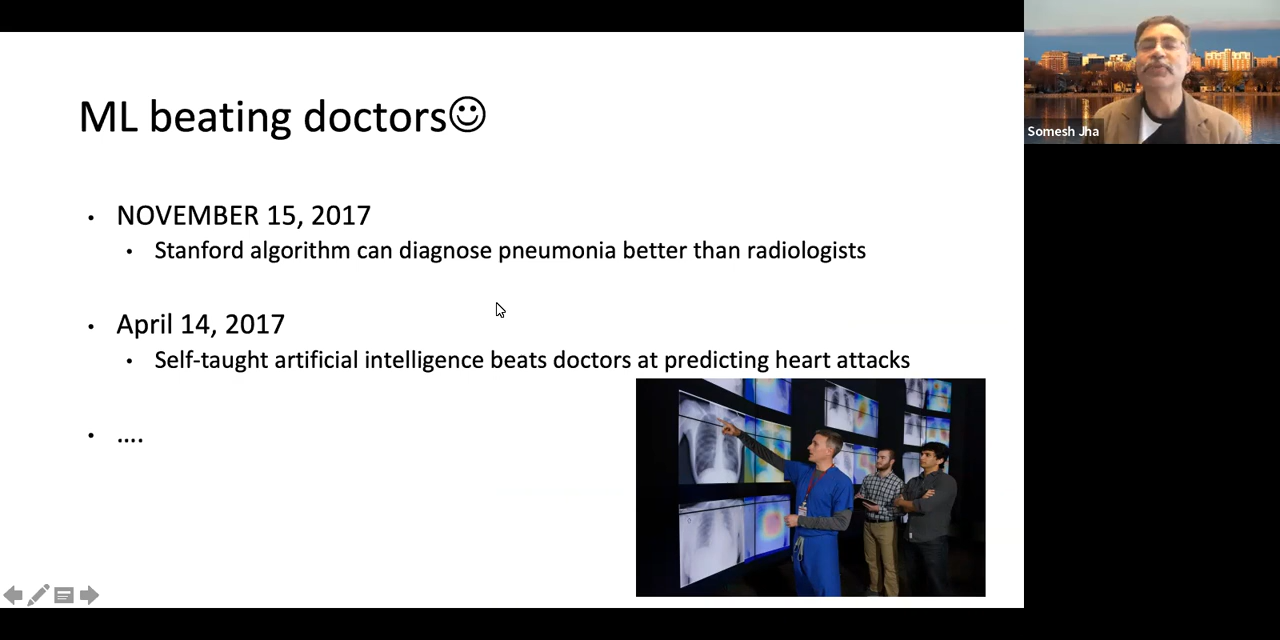 ML beating doctors☺
• NOVEMBER 15, 2017
• Stanford algorithm can diagnose pneumonia better than radiologists
• April 14, 2017
• Self-taught artificial intelligence beats doctors at predicting heart attacks
• ....
Somesh Jha